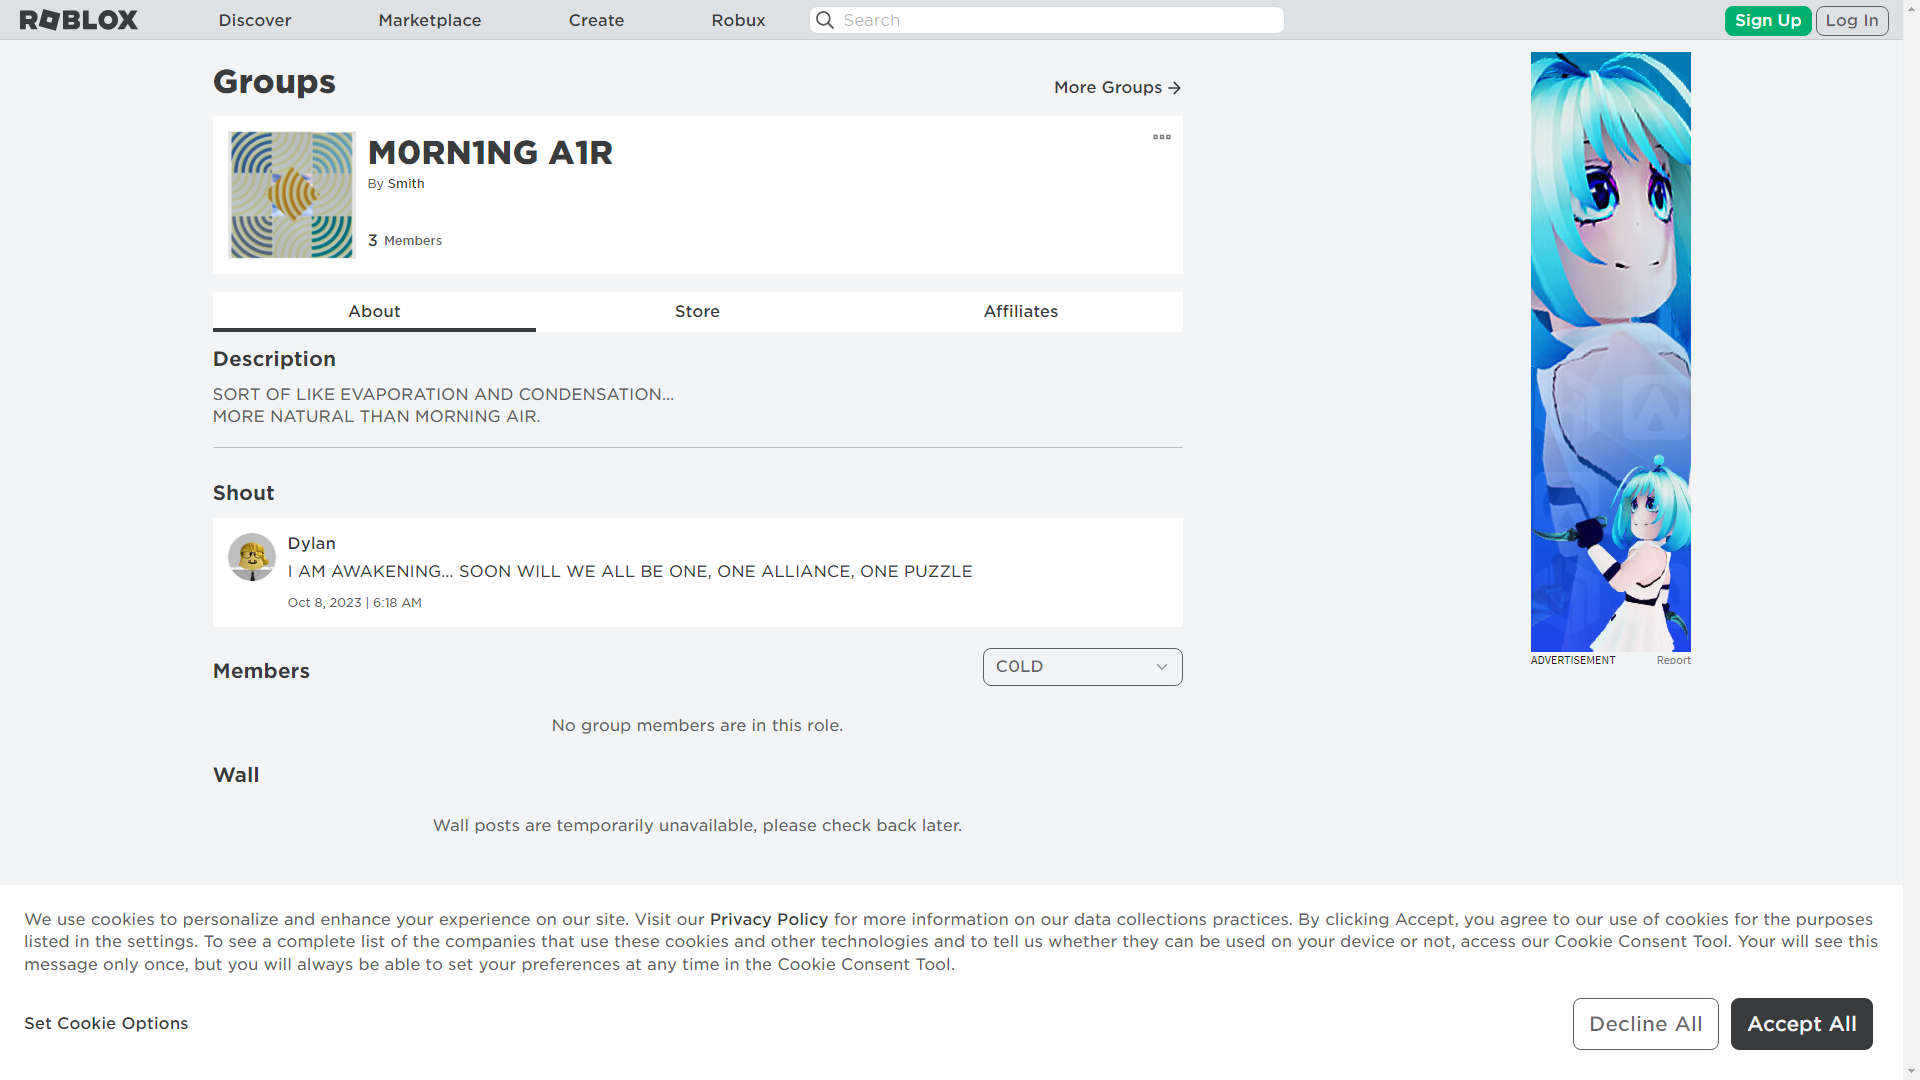 ROBLOX
Discover
Marketplace
Create
Robux
Search
Sign Up
Log In
Groups
More Groups
M0RN1NG A1R
By Smith
3 Members
About
Store
Affiliates
Description
SORT OF LIKE EVAPORATION AND CONDENSATION...
MORE NATURAL THAN MORNING AIR.
Shout
Dylan
I AM AWAKENING... SOON WILL WE ALL BE ONE, ONE ALLIANCE, ONE PUZZLE
Oct 8, 2023 | 6:18 AM
Members
C0LD
No group members are in this role.
Wall
Wall posts are temporarily unavailable, please check back later.
ADVERTISEMENT
Report
We use cookies to personalize and enhance your experience on our site. Visit our Privacy Policy for more information on our data collections practices. By clicking Accept, you agree to our use of cookies for the purposes
listed in the settings. To see a complete list of the companies that use these cookies and other technologies and to tell us whether they can be used on your device or not, access our Cookie Consent Tool. Your will see this
message only once, but you will always be able to set your preferences at any time in the Cookie Consent Tool.
Set Cookie Options
Decline All
Accept All